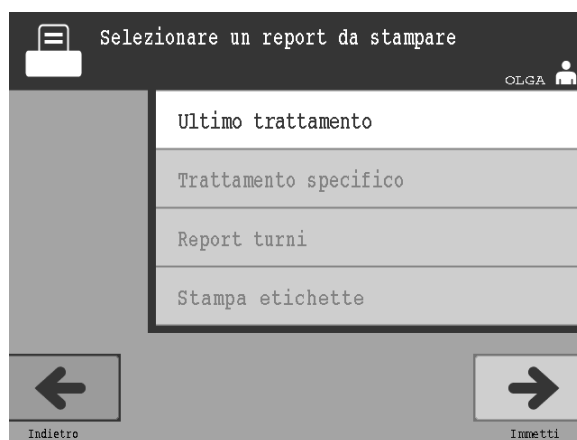 Selezionare un report da stampare
OLGA
Ultimo trattamento
Trattamento specifico
Report turni
Stampa etichette
Indietro
Immetti